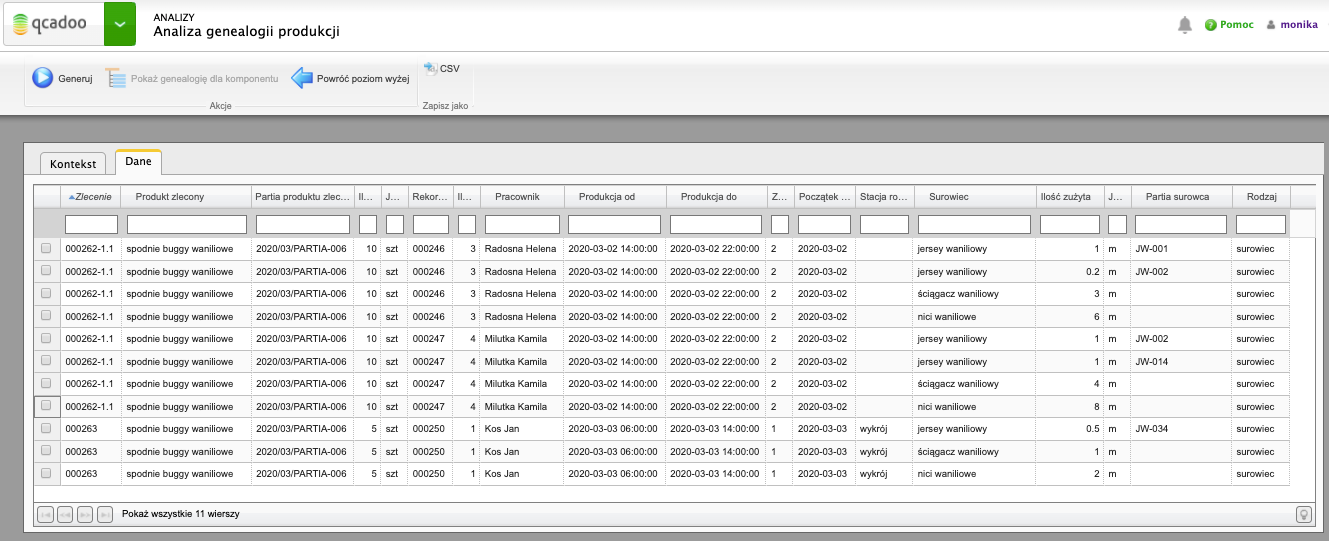 qcadoo
ANALIZY
Analiza genealogii produkcji
Pomoc monika
Generuj Pokaż genealogię dla komponentu Powróć poziom wyżej CSV
Akcje Zapisz jako
Kontekst Dane
Zlecenie Produkt zlecony Partia produktu zlec... Il... J... Rekor... Il... Pracownik Produkcja od Produkcja do Z... Początek ... Stacja ro... Surowiec Ilość zużyta J... Partia surowca Rodzaj
000262-1.1 spodnie buggy waniliowe 2020/03/PARTIA-006 10 szt 000246 3 Radosna Helena 2020-03-02 14:00:00 2020-03-02 22:00:00 2 2020-03-02 jersey waniliowy 1 m JW-001 surowiec
000262-1.1 spodnie buggy waniliowe 2020/03/PARTIA-006 10 szt 000246 3 Radosna Helena 2020-03-02 14:00:00 2020-03-02 22:00:00 2 2020-03-02 jersey waniliowy 0.2 m JW-002 surowiec
000262-1.1 spodnie buggy waniliowe 2020/03/PARTIA-006 10 szt 000246 3 Radosna Helena 2020-03-02 14:00:00 2020-03-02 22:00:00 2 2020-03-02 ściągacz waniliowy 3 m surowiec
000262-1.1 spodnie buggy waniliowe 2020/03/PARTIA-006 10 szt 000246 3 Radosna Helena 2020-03-02 14:00:00 2020-03-02 22:00:00 2 2020-03-02 nici waniliowe 6 m surowiec
000262-1.1 spodnie buggy waniliowe 2020/03/PARTIA-006 10 szt 000247 4 Milutka Kamila 2020-03-02 14:00:00 2020-03-02 22:00:00 2 2020-03-02 jersey waniliowy 1 m JW-002 surowiec
000262-1.1 spodnie buggy waniliowe 2020/03/PARTIA-006 10 szt 000247 4 Milutka Kamila 2020-03-02 14:00:00 2020-03-02 22:00:00 2 2020-03-02 jersey waniliowy 1 m JW-014 surowiec
000262-1.1 spodnie buggy waniliowe 2020/03/PARTIA-006 10 szt 000247 4 Milutka Kamila 2020-03-02 14:00:00 2020-03-02 22:00:00 2 2020-03-02 ściągacz waniliowy 4 m surowiec
000262-1.1 spodnie buggy waniliowe 2020/03/PARTIA-006 10 szt 000247 4 Milutka Kamila 2020-03-02 14:00:00 2020-03-02 22:00:00 2 2020-03-02 nici waniliowe 8 m surowiec
000263 spodnie buggy waniliowe 2020/03/PARTIA-006 5 szt 000250 1 Kos Jan 2020-03-03 06:00:00 2020-03-03 14:00:00 1 2020-03-03 wykrój jersey waniliowy 0.5 m JW-034 surowiec
000263 spodnie buggy waniliowe 2020/03/PARTIA-006 5 szt 000250 1 Kos Jan 2020-03-03 06:00:00 2020-03-03 14:00:00 1 2020-03-03 wykrój ściągacz waniliowy 1 m surowiec
000263 spodnie buggy waniliowe 2020/03/PARTIA-006 5 szt 000250 1 Kos Jan 2020-03-03 06:00:00 2020-03-03 14:00:00 1 2020-03-03 wykrój nici waniliowe 2 m surowiec
Pokaż wszystkie 11 wierszy